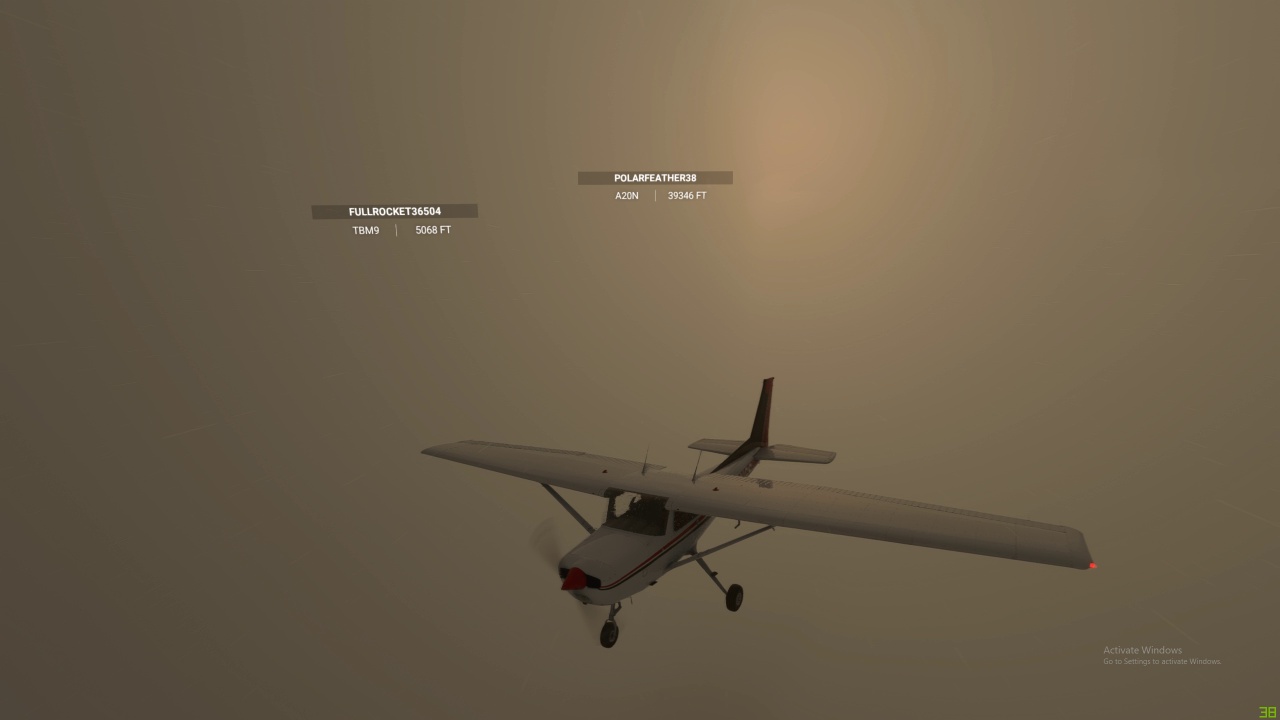 POLARFEATHER38
A20N | 39346 FT
FULLROCKET36504
TBM9 | 5068 FT
Activate Windows
Go to Settings to activate Windows.
38